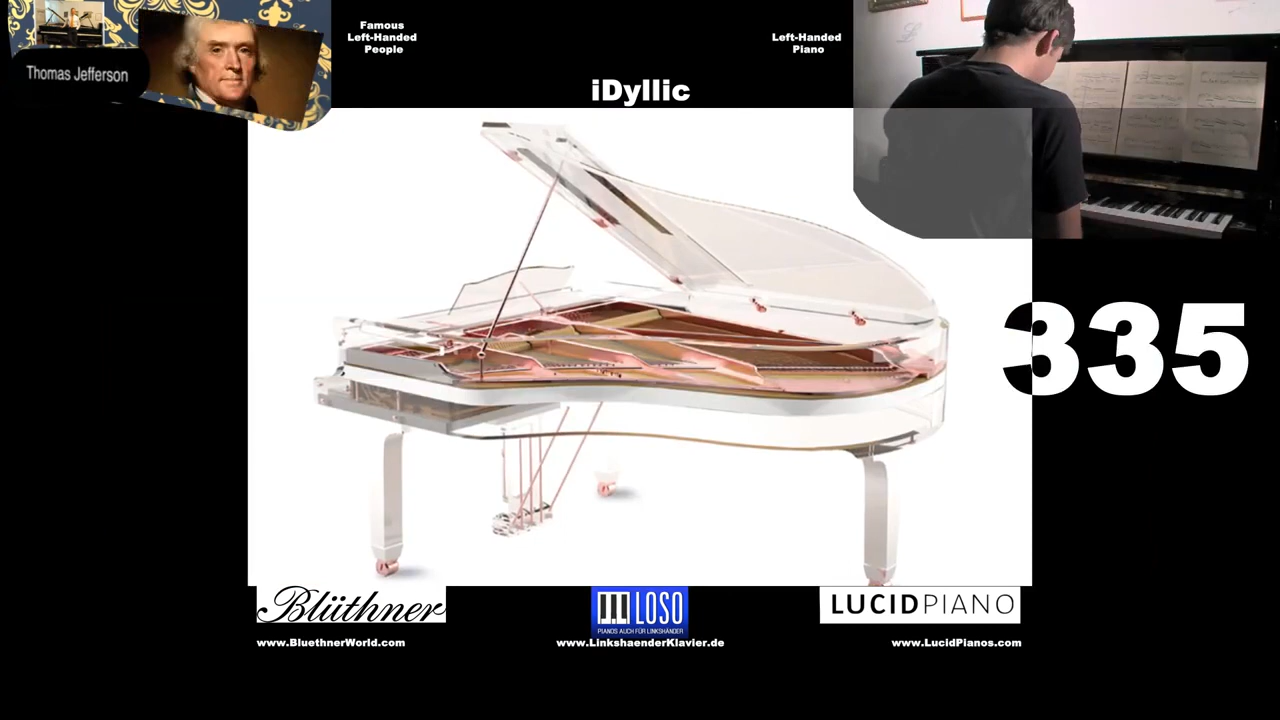 Famous
Left-Handed
People
Left-Handed
Piano
Thomas Jefferson
iDyllic
335
Blüthner
LOSO
PIANOS AUCH FÜR LINKSHÄNDER
LUCIDPIANO
www.BluethnerWorld.com
www.LinkshaenderKlavier.de
www.LucidPianos.com